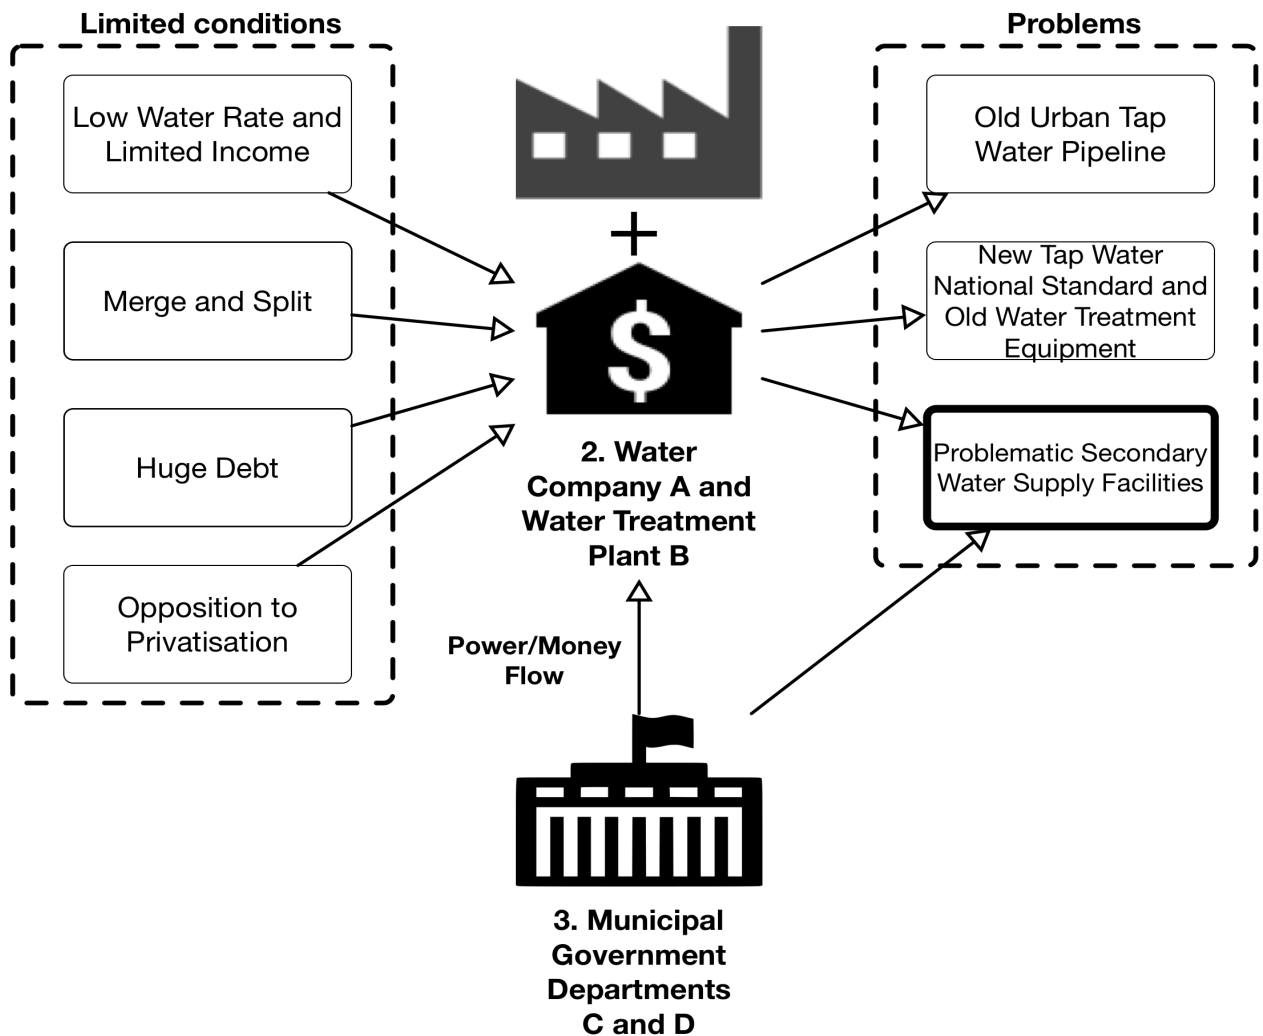 Limited conditions
Low Water Rate and
Limited Income
Merge and Split
Huge Debt
Opposition to
Privatisation
$
2. Water
Company A and
Water Treatment
Plant B
Power/Money
Flow
3. Municipal
Government
Departments
C and D
Problems
Old Urban Tap
Water Pipeline
New Tap Water
National Standard and
Old Water Treatment
Equipment
Problematic Secondary
Water Supply Facilities